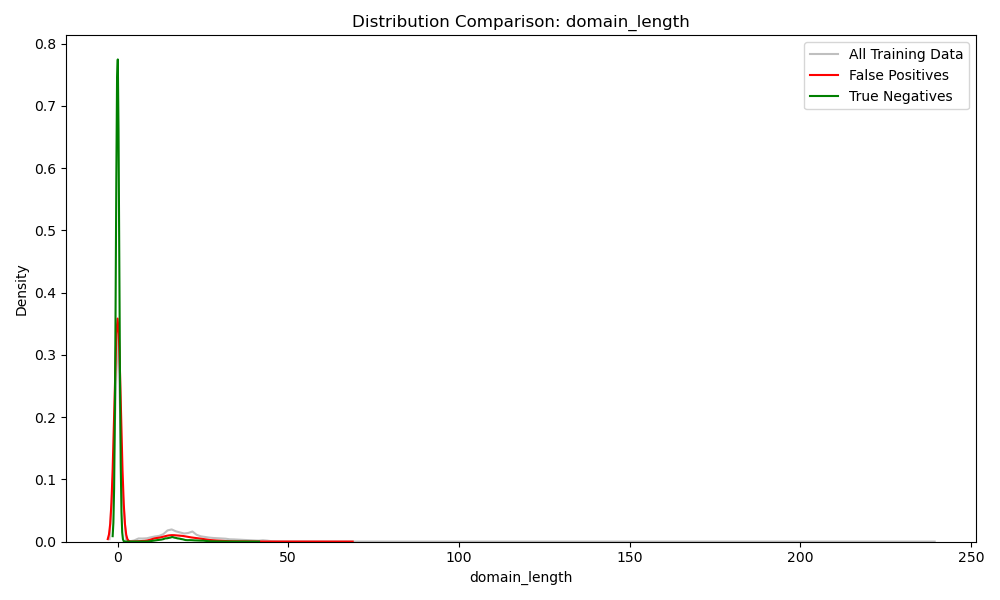 Distribution Comparison: domain_length
All Training Data
False Positives
True Negatives
0.8
0.7
0.6
0.5
0.4
0.3
0.2
0.1
0.0
Density
0 50 100 150 200 250
domain_length